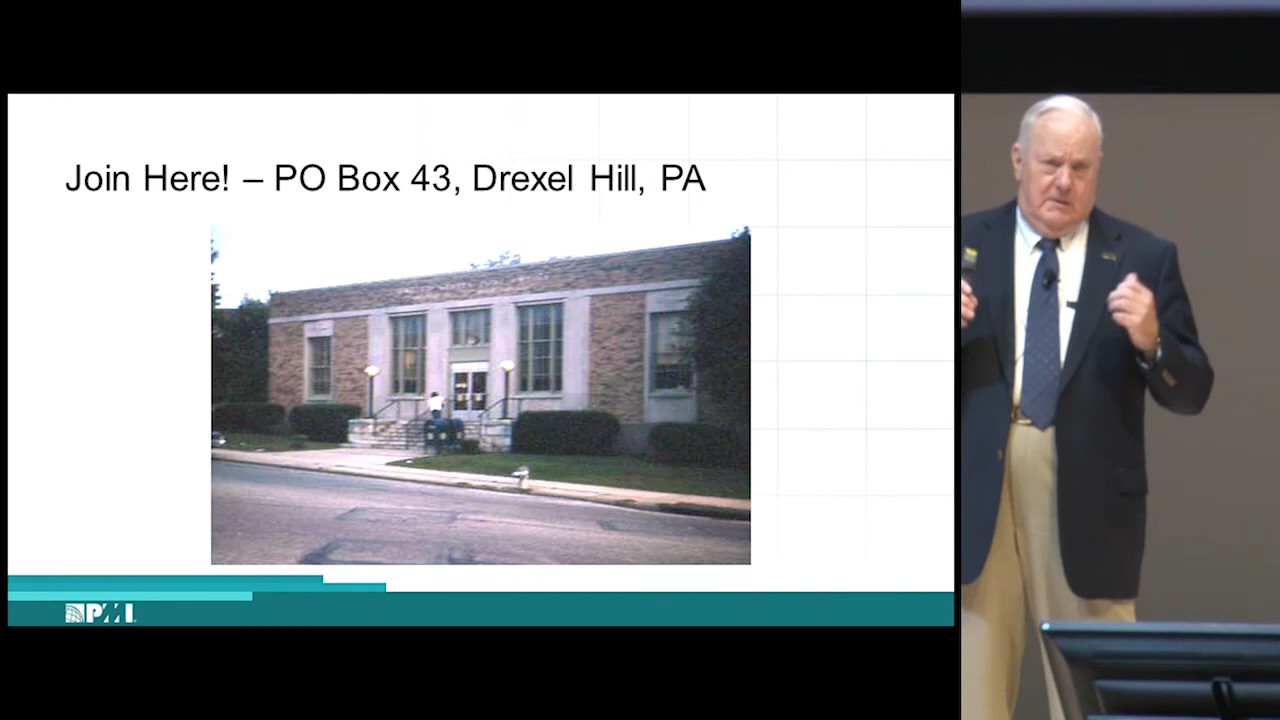 Join Here! – PO Box 43, Drexel Hill, PA
PMI